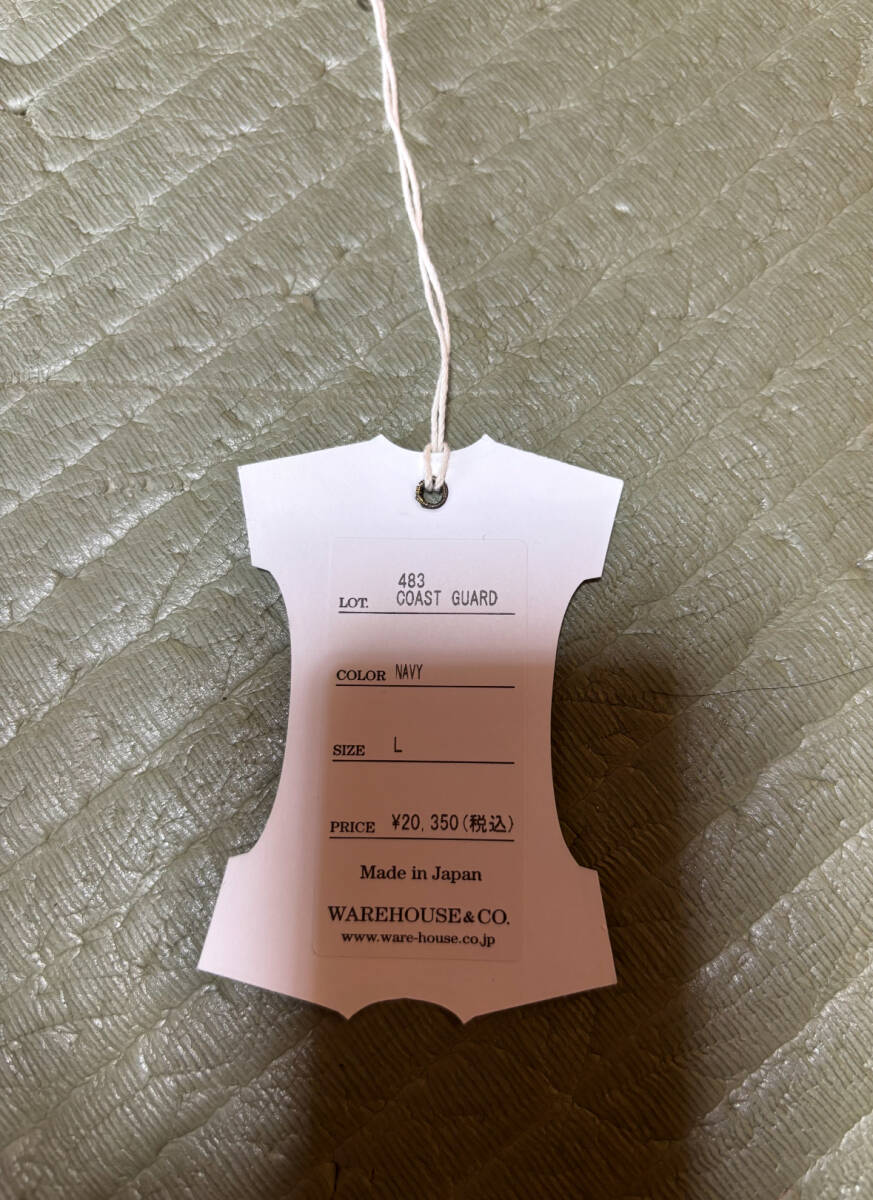 483
LOT. COAST GUARD
COLOR NAVY
SIZE L
PRICE ¥20,350(税込)
Made in Japan
WAREHOUSE & CO.
www.ware-house.co.jp